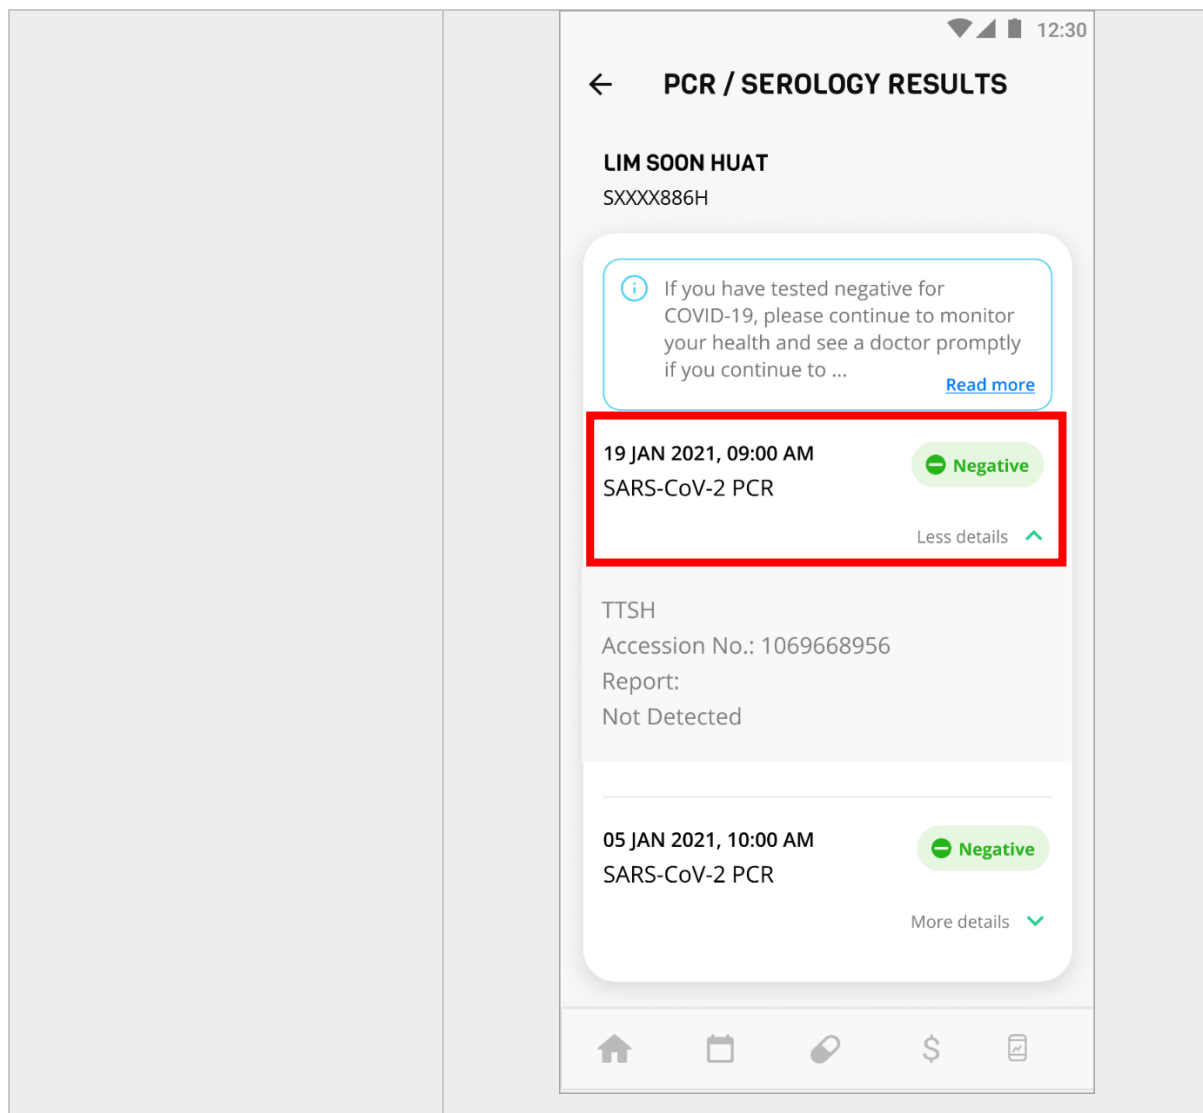 12:30
PCR / SEROLOGY RESULTS
LIM SOON HUAT
SXXXX886H
If you have tested negative for
COVID-19, please continue to monitor
your health and see a doctor promptly
if you continue to ...
Read more
19 JAN 2021, 09:00 AM
Negative
SARS-CoV-2 PCR
Less details
TTSH
Accession No.: 1069668956
Report:
Not Detected
05 JAN 2021, 10:00 AM
Negative
SARS-CoV-2 PCR
More details